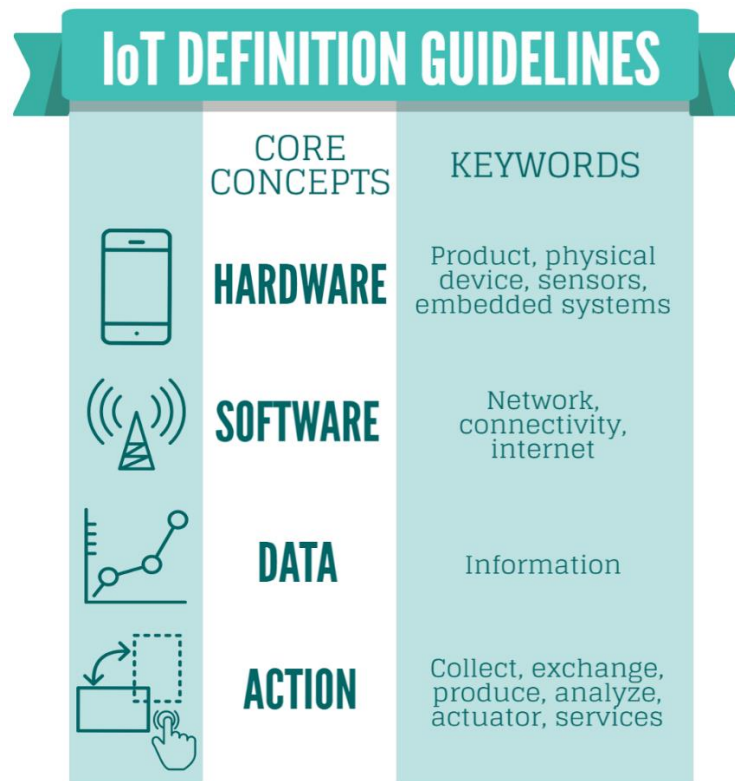 IoT DEFINITION GUIDELINES
CORE
CONCEPTS
KEYWORDS
HARDWARE
Product, physical
device, sensors,
embedded systems
SOFTWARE
Network,
connectivity,
internet
DATA
Information
ACTION
Collect, exchange,
produce, analyze,
actuator, services